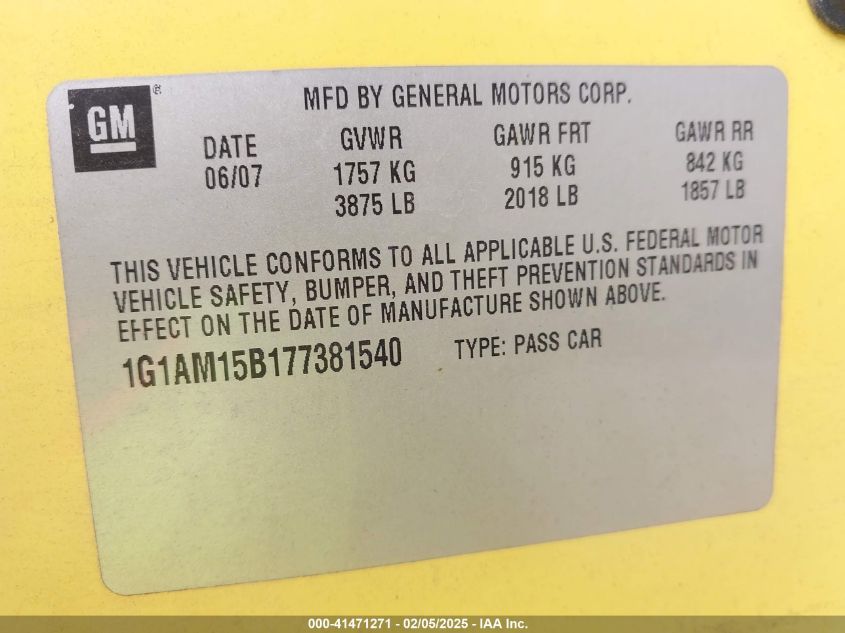 GM ®
MFD BY GENERAL MOTORS CORP.
DATE GVWR GAWR FRT GAWR RR
06/07 1757 KG 915 KG 842 KG
3875 LB 2018 LB 1857 LB
THIS VEHICLE CONFORMS TO ALL APPLICABLE U.S. FEDERAL MOTOR
VEHICLE SAFETY, BUMPER, AND THEFT PREVENTION STANDARDS IN
EFFECT ON THE DATE OF MANUFACTURE SHOWN ABOVE.
1G1AM15B177381540 TYPE: PASS CAR
000-41471271 - 02/05/2025 - IAA Inc.